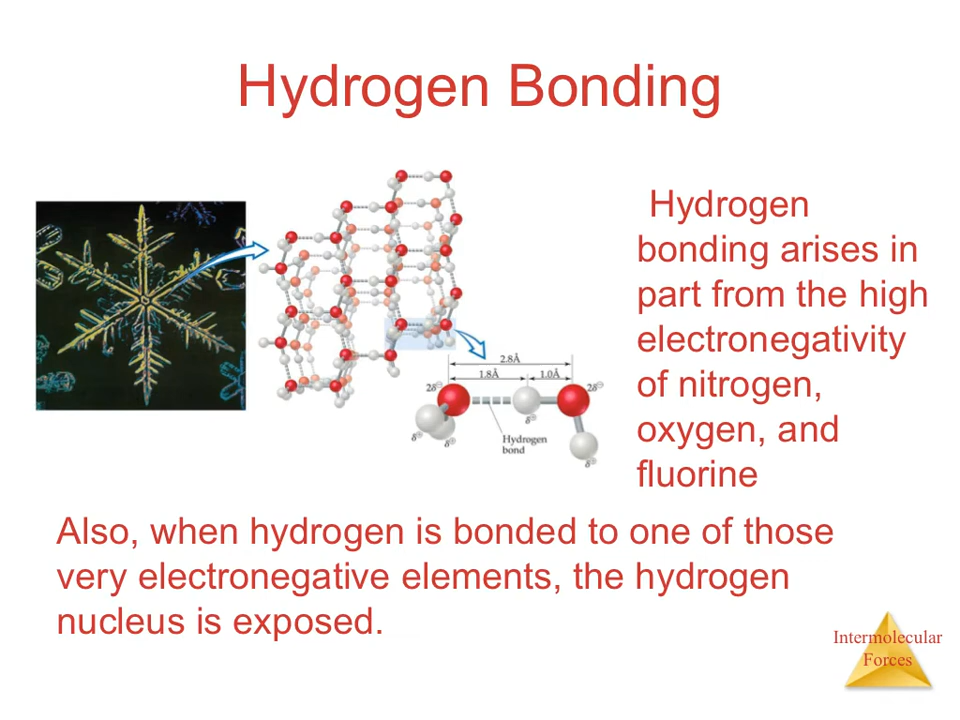 Hydrogen Bonding
Hydrogen
bonding arises in
part from the high
electronegativity
of nitrogen,
oxygen, and
fluorine
2.8Å
1.8Å
1.0Å
2δ⊖
2δ⊖
δ⊕
δ⊕
δ⊕
δ⊕
Hydrogen
bond
Also, when hydrogen is bonded to one of those
very electronegative elements, the hydrogen
nucleus is exposed.
Intermolecular
Forces